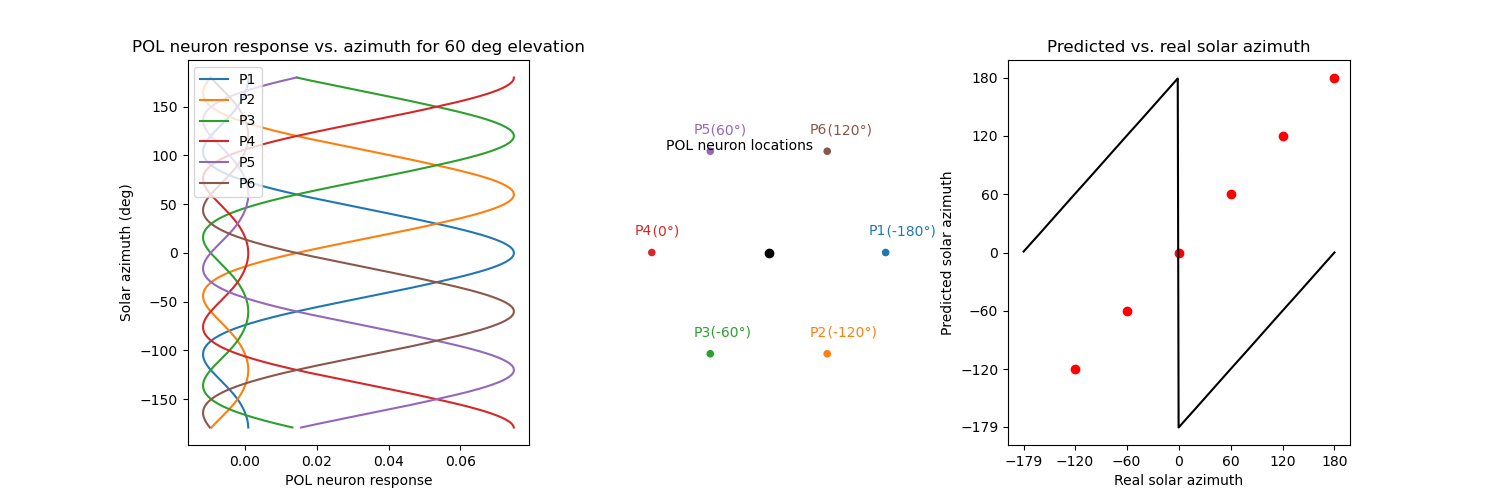 POL neuron response vs. azimuth for 60 deg elevation
P1
P2
P3
P4
P5
P6
150
100
50
0
−50
−100
−150
Solar azimuth (deg)
0.00 0.02 0.04 0.06
POL neuron response
P5(60°) P6(120°)
POL neuron locations
P4(0°) P1(-180°)
P3(-60°) P2(-120°)
Predicted vs. real solar azimuth
180
120
60
0
−60
−120
−179
Predicted solar azimuth
−179 −120 −60 0 60 120 180
Real solar azimuth